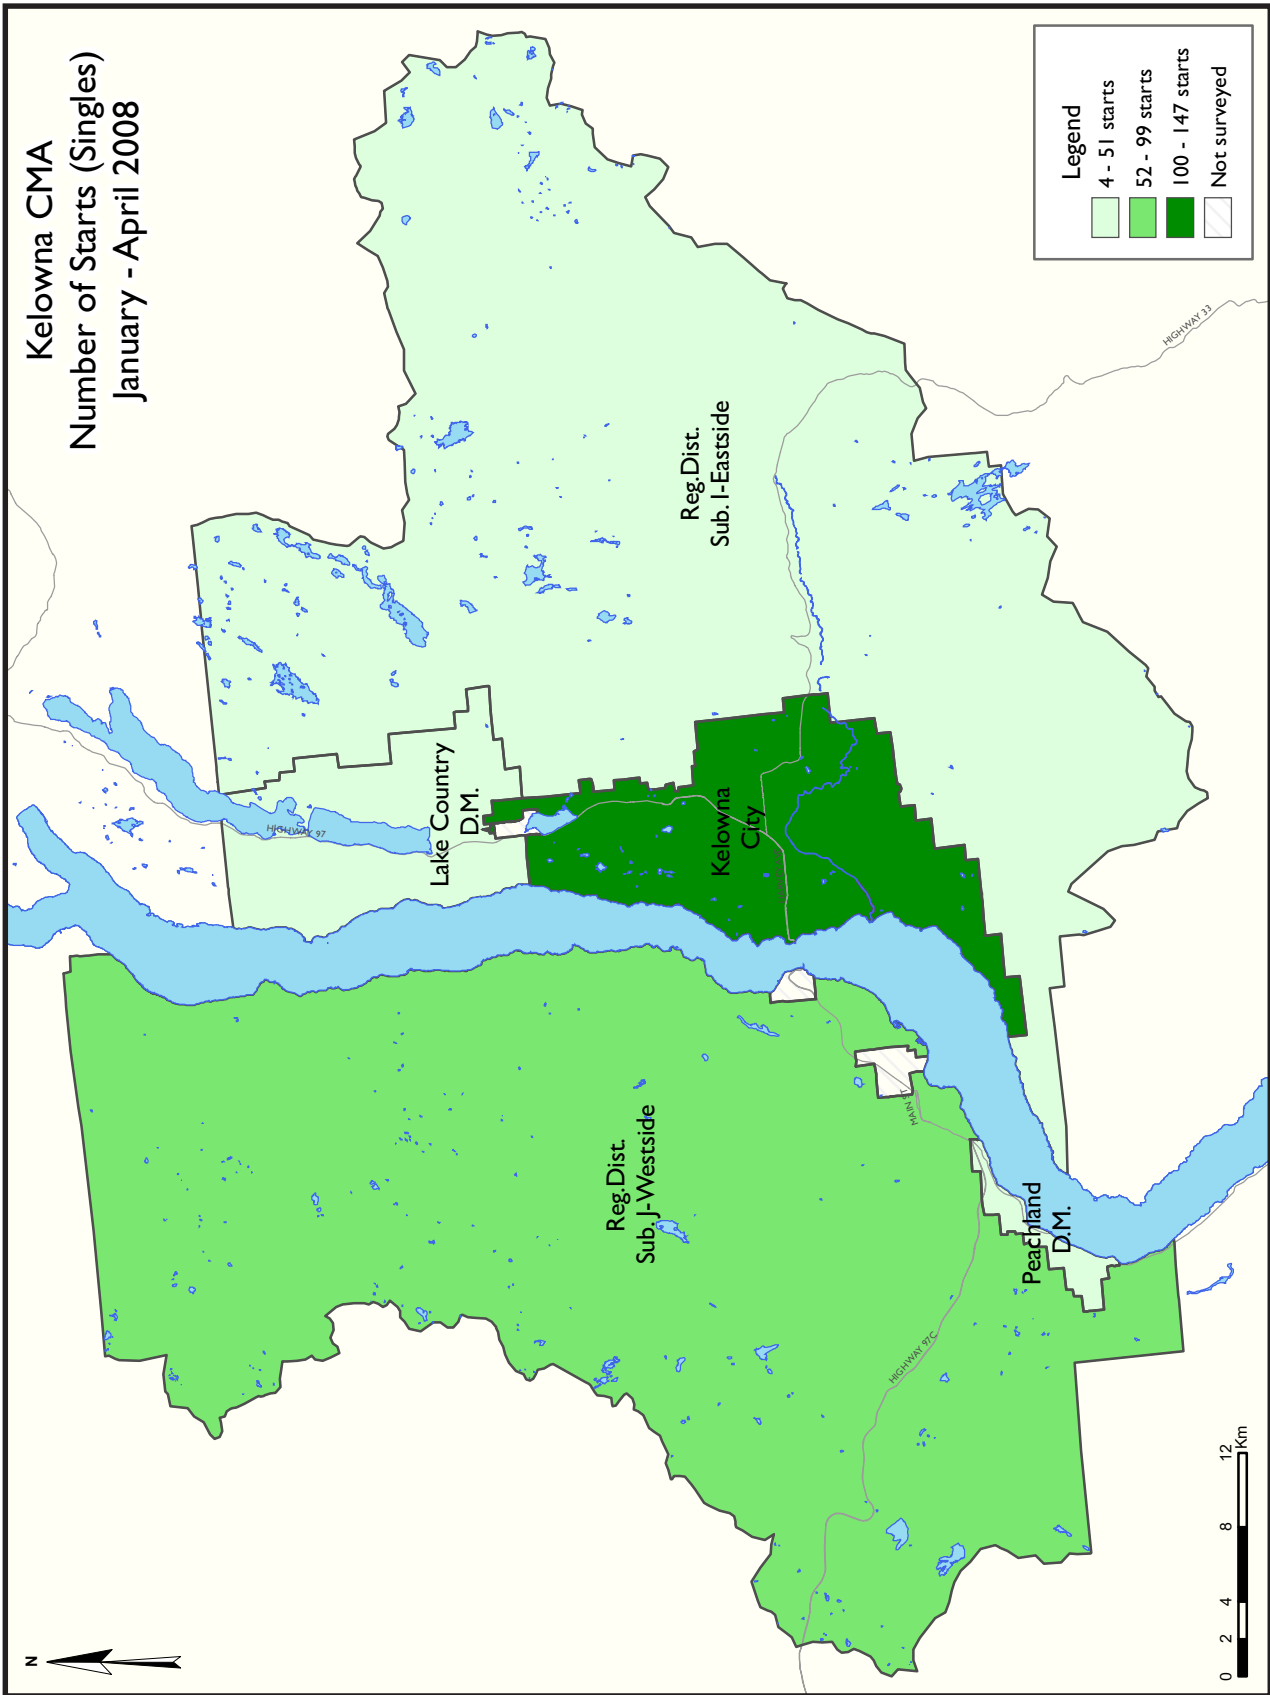 Kelowna CMA
Number of Starts (Singles)
January - April 2008
Legend
4 - 51 starts
52 - 99 starts
100 - 147 starts
Not surveyed
HIGHWAY 33
Reg.Dist.
Sub. I-Eastside
Lake Country
D.M.
HIGHWAY 97
Kelowna
City
Reg.Dist.
Sub. J-Westside
MAIN ST
Peachland
D.M.
HIGHWAY 97C
N
0 2 4 8 12
Km